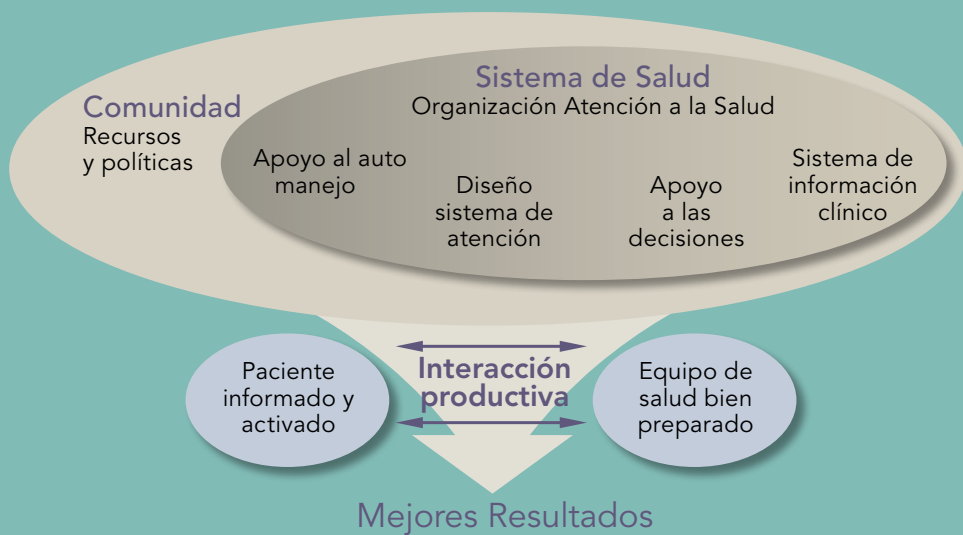 Sistema de Salud
Organización Atención a la Salud
Comunidad
Recursos
y políticas
Apoyo al auto
manejo
Diseño
sistema de
atención
Apoyo
a las
decisiones
Sistema de
información
clínico
Paciente
informado y
activado
Interacción
productiva
Equipo de
salud bien
preparado
Mejores Resultados